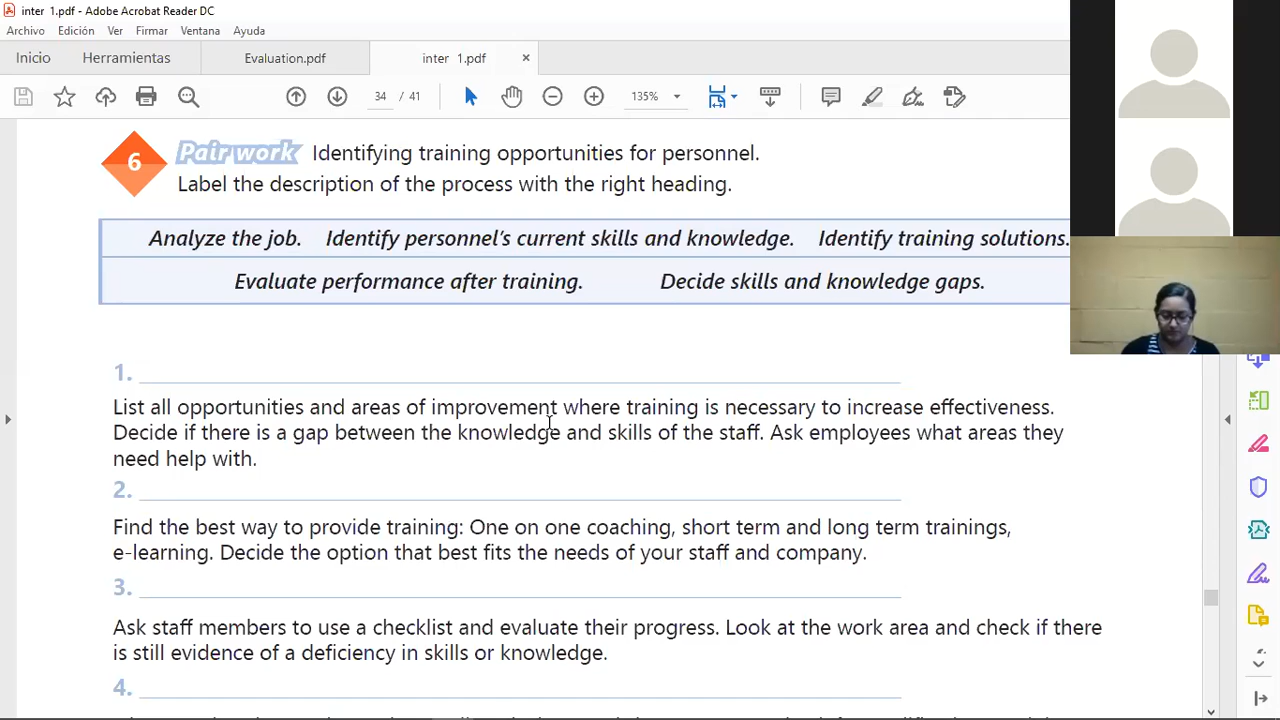 inter 1.pdf - Adobe Acrobat Reader DC
Archivo Edición Ver Firmar Ventana Ayuda
Inicio Herramientas Evaluation.pdf inter 1.pdf ×
34 / 41 135%
6 Pair work Identifying training opportunities for personnel.
Label the description of the process with the right heading.
Analyze the job. Identify personnel's current skills and knowledge. Identify training solutions.
Evaluate performance after training. Decide skills and knowledge gaps.
1.
List all opportunities and areas of improvement where training is necessary to increase effectiveness.
Decide if there is a gap between the knowledge and skills of the staff. Ask employees what areas they
need help with.
2.
Find the best way to provide training: One on one coaching, short term and long term trainings,
e-learning. Decide the option that best fits the needs of your staff and company.
3.
Ask staff members to use a checklist and evaluate their progress. Look at the work area and check if there
is still evidence of a deficiency in skills or knowledge.
4.